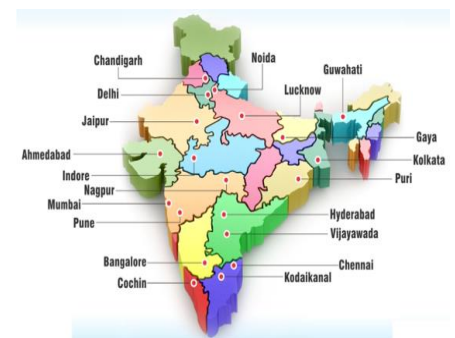 Chandigarh
Noida
Guwahati
Delhi
Lucknow
Jaipur
Gaya
Ahmedabad
Kolkata
Indore
Puri
Nagpur
Mumbai
Hyderabad
Pune
Vijayawada
Bangalore
Chennai
Cochin
Kodaikanal